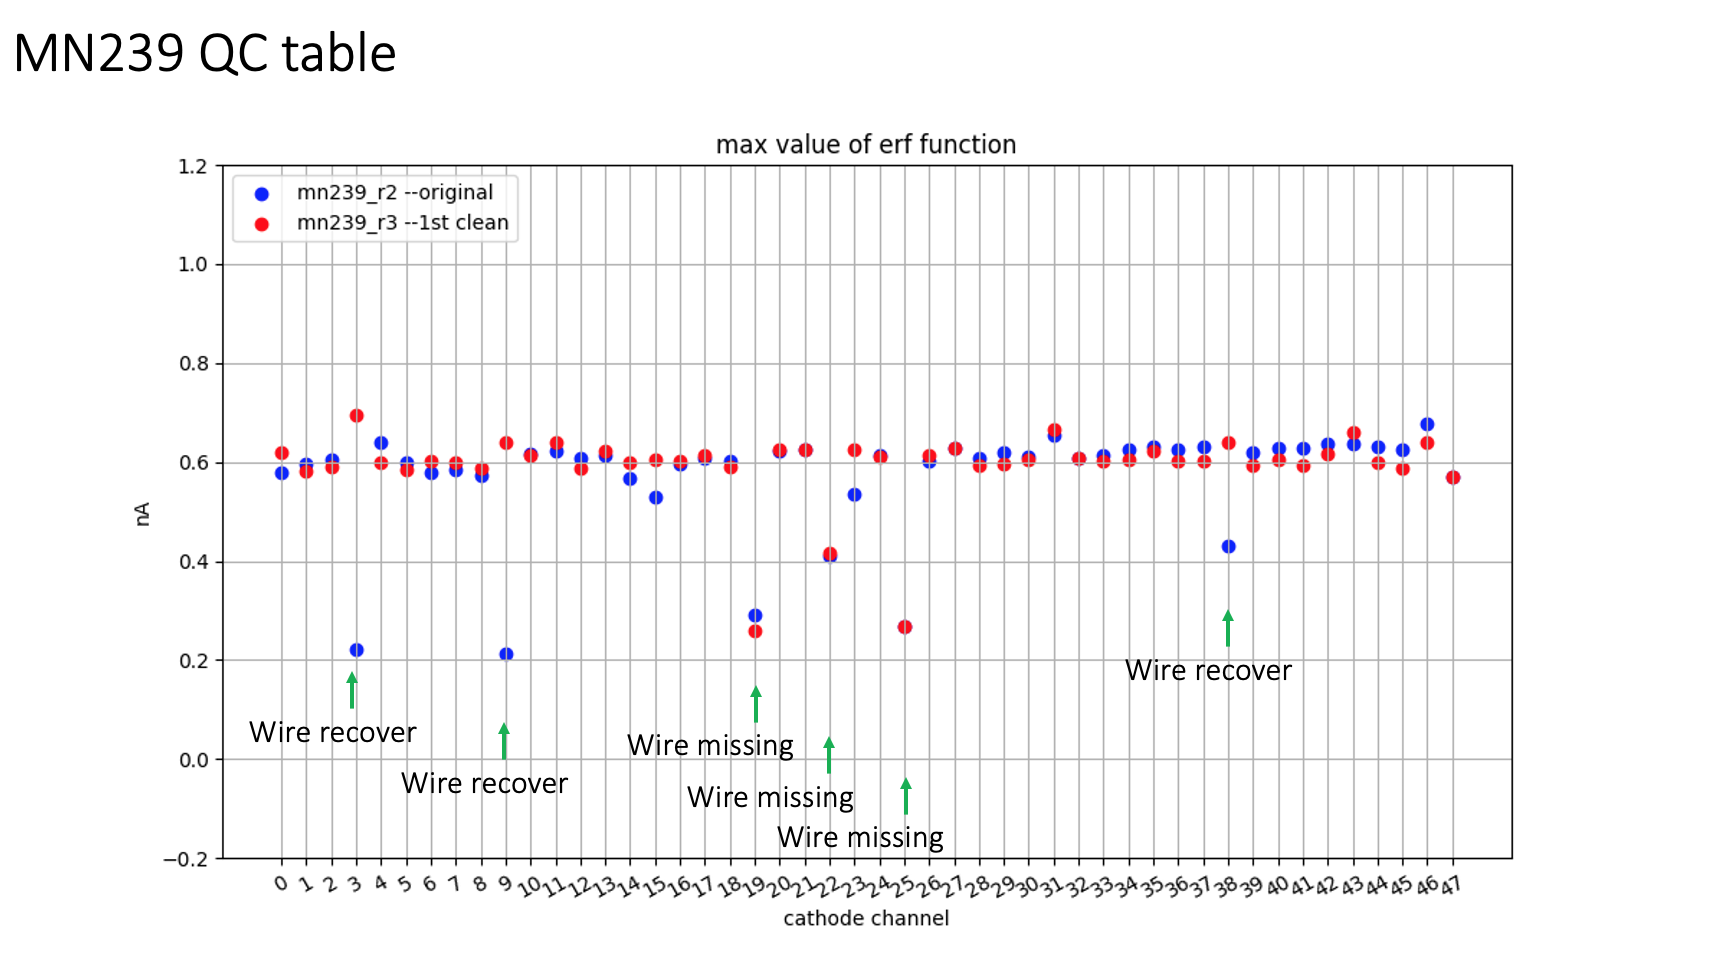 MN239 QC table
max value of erf function
mn239_r2 --original
mn239_r3 --1st clean
1.2
1.0
0.8
0.6
0.4
0.2
0.0
−0.2
nA
Wire recover
Wire recover
Wire missing
Wire missing
Wire missing
Wire recover
0 1 2 3 4 5 6 7 8 9 10 11 12 13 14 15 16 17 18 19 20 21 22 23 24 25 26 27 28 29 30 31 32 33 34 35 36 37 38 39 40 41 42 43 44 45 46 47
cathode channel